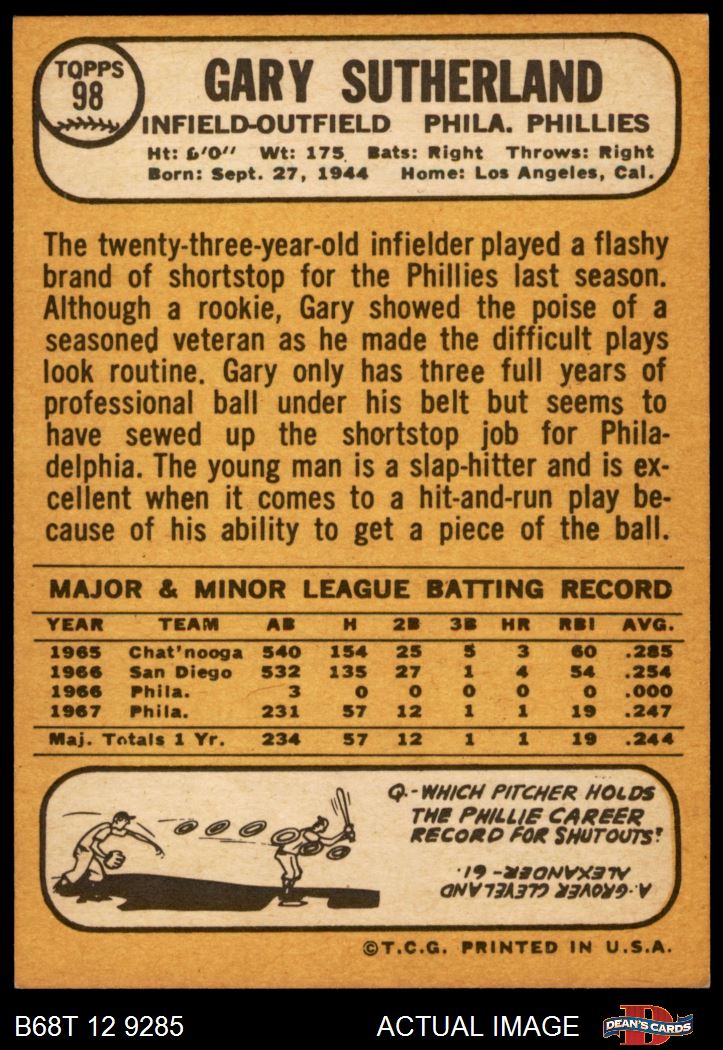 TOPPS
98
GARY SUTHERLAND
INFIELD-OUTFIELD PHILA. PHILLIES
Ht: 6'0" Wt: 175 Bats: Right Throws: Right
Born: Sept. 27, 1944 Home: Los Angeles, Cal.
The twenty-three-year-old infielder played a flashy
brand of shortstop for the Phillies last season.
Although a rookie, Gary showed the poise of a
seasoned veteran as he made the difficult plays
look routine. Gary only has three full years of
professional ball under his belt but seems to
have sewed up the shortstop job for Phila-
delphia. The young man is a slap-hitter and is ex-
cellent when it comes to a hit-and-run play be-
cause of his ability to get a piece of the ball.
MAJOR & MINOR LEAGUE BATTING RECORD
YEAR TEAM AB H 2B 3B HR RBI AVG.
1965 Chat'nooga 540 154 25 5 3 60 .285
1966 San Diego 532 135 27 1 4 54 .254
1966 Phila. 3 0 0 0 0 0 .000
1967 Phila. 231 57 12 1 1 19 .247
Maj. Totals 1 Yr. 234 57 12 1 1 19 .244
Q.-WHICH PITCHER HOLDS
THE PHILLIE CAREER
RECORD FOR SHUTOUTS?
A.-GROVER CLEVELAND
ALEXANDER-61.
©T.C.G. PRINTED IN U.S.A.
B68T 12 9285
ACTUAL IMAGE
D
DEAN'S CARDS